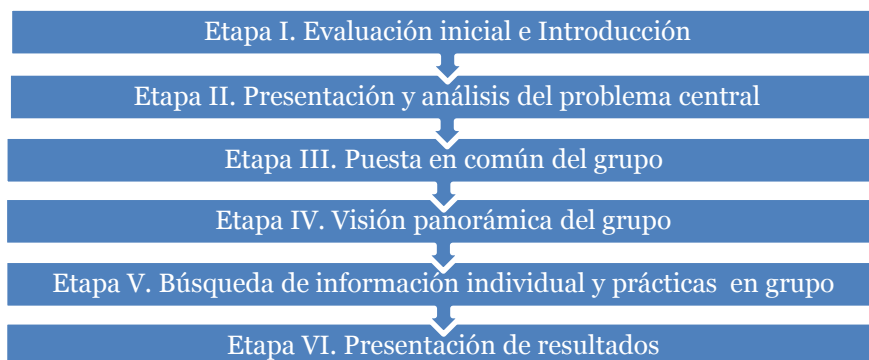 Etapa I. Evaluación inicial e Introducción
Etapa II. Presentación y análisis del problema central
Etapa III. Puesta en común del grupo
Etapa IV. Visión panorámica del grupo
Etapa V. Búsqueda de información individual y prácticas  en grupo
Etapa VI. Presentación de resultados